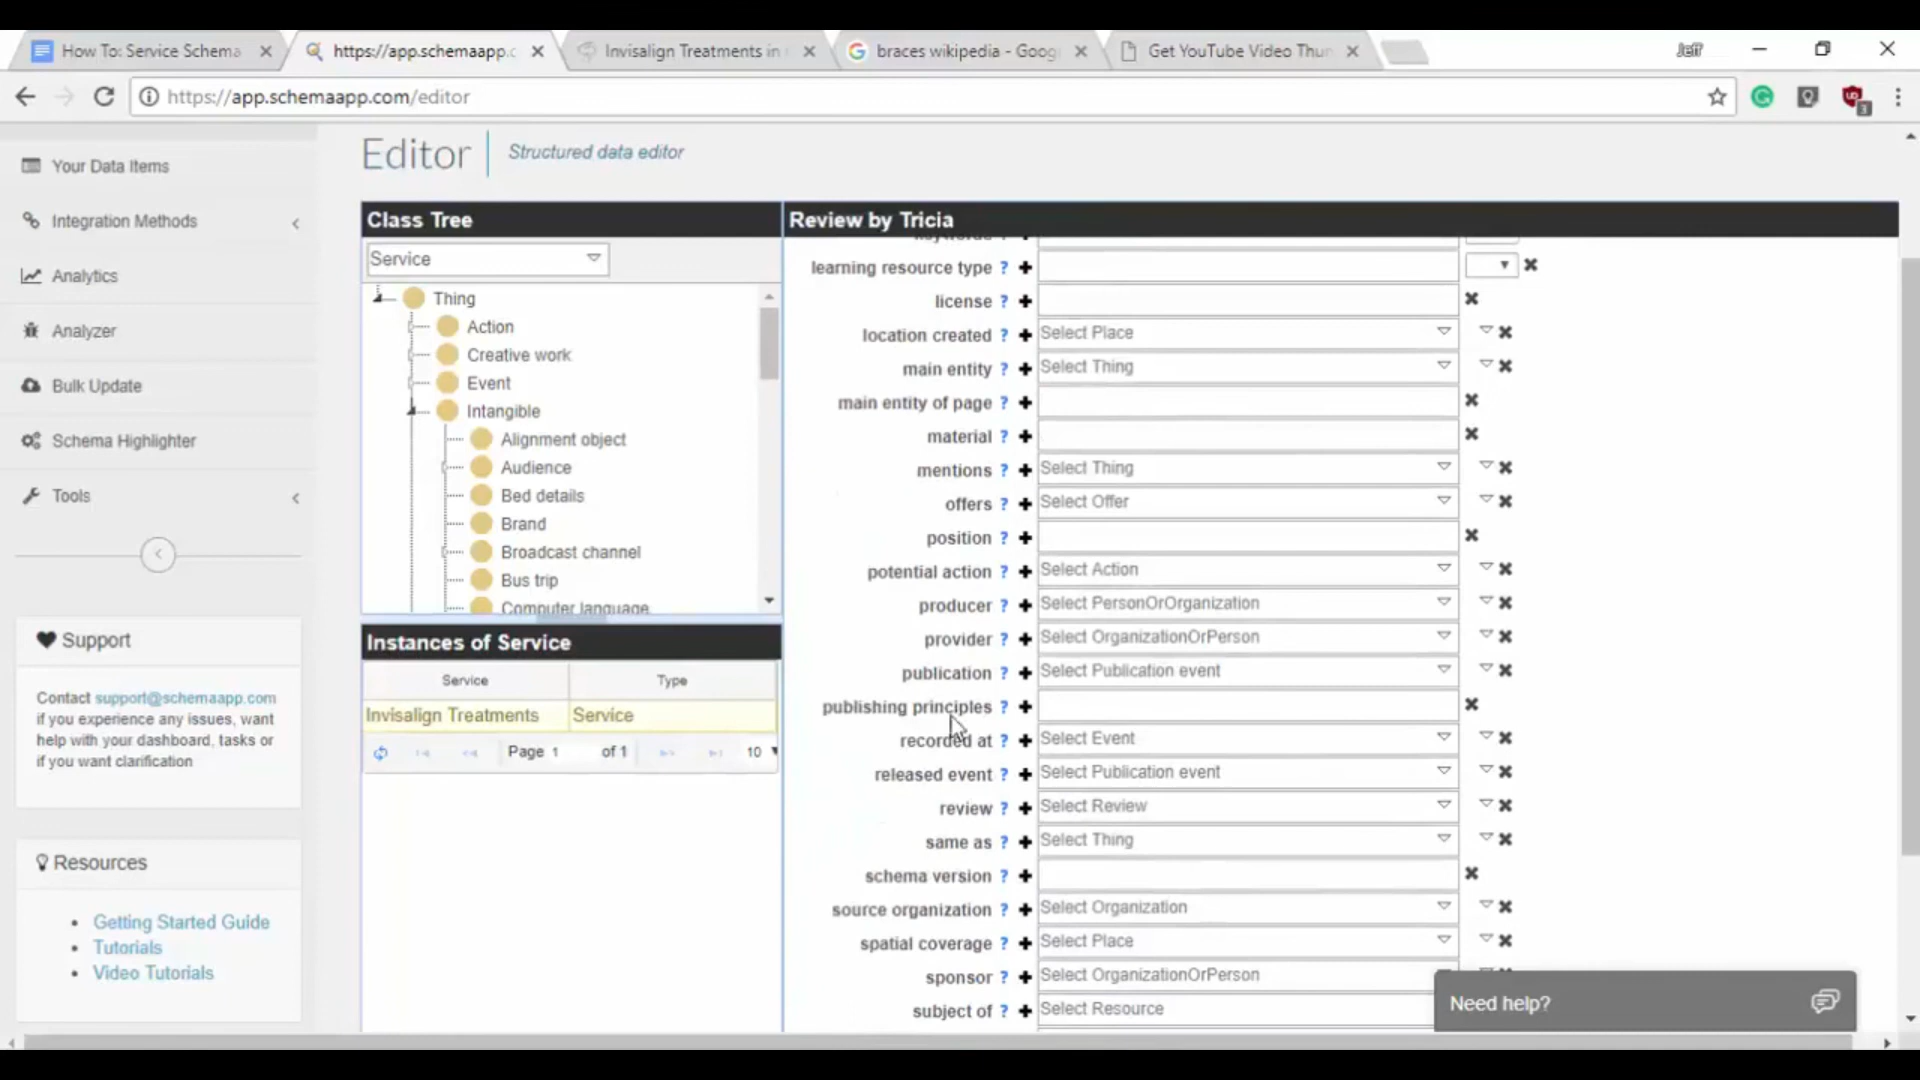 How To: Service Schema
https://app.schemaapp.c
Invisalign Treatments in
braces wikipedia - Goog
Get YouTube Video Thun
Jeff
https://app.schemaapp.com/editor
3
Your Data Items
Integration Methods
Analytics
Analyzer
Bulk Update
Schema Highlighter
Tools
Support
Contact support@schemaapp.com
if you experience any issues, want
help with your dashboard, tasks or
if you want clarification
Resources
Getting Started Guide
Tutorials
Video Tutorials
Editor
Structured data editor
Class Tree
Service
Thing
Action
Creative work
Event
Intangible
Alignment object
Audience
Bed details
Brand
Broadcast channel
Bus trip
Computer language
Instances of Service
Service Type
Invisalign Treatments Service
Page 1 of 1 10
Review by Tricia
keywords
learning resource type ?
license ?
location created ? Select Place
main entity ? Select Thing
main entity of page ?
material ?
mentions ? Select Thing
offers ? Select Offer
position ?
potential action ? Select Action
producer ? Select PersonOrOrganization
provider ? Select OrganizationOrPerson
publication ? Select Publication event
publishing principles ?
recorded at ? Select Event
released event ? Select Publication event
review ? Select Review
same as ? Select Thing
schema version ?
source organization ? Select Organization
spatial coverage ? Select Place
sponsor ? Select OrganizationOrPerson
subject of ? Select Resource
Need help?